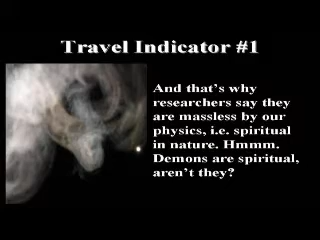 Travel Indicator #1
And that's why
researchers say they
are massless by our
physics, i.e. spiritual
in nature. Hmmm.
Demons are spiritual,
aren't they?